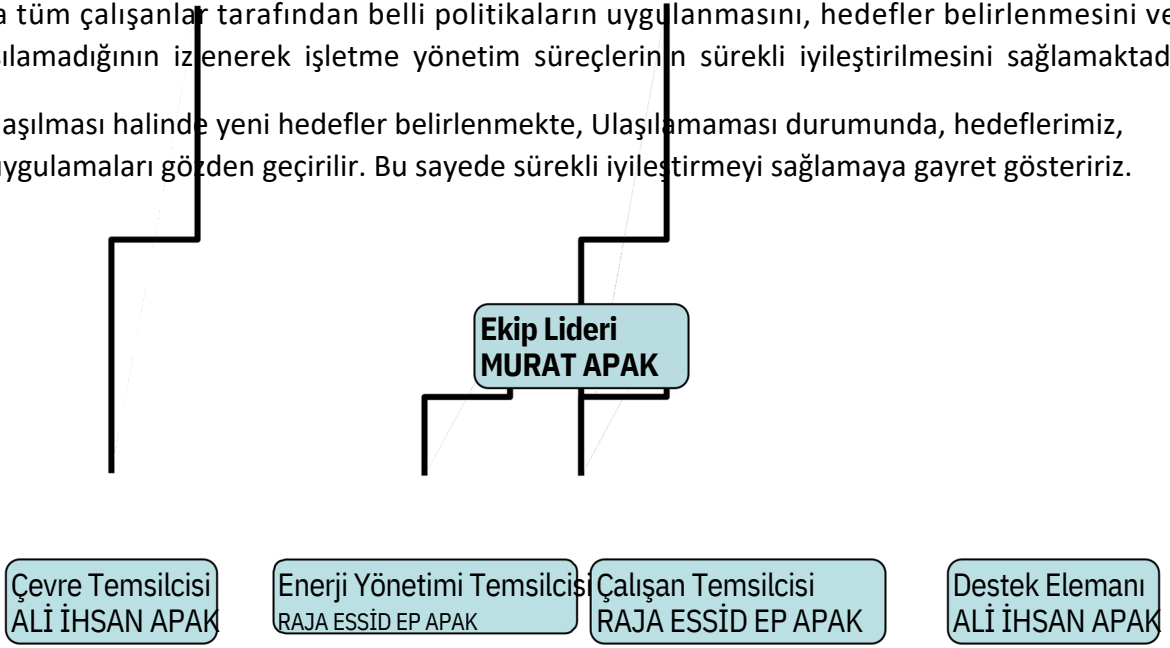 a tüm çalışanlar tarafından belli politikaların uygulanmasını, hedefler belirlenmesini ve
şılamadığının izlenerek işletme yönetim süreçlerinin sürekli iyileştirilmesini sağlamaktad
aşılması halinde yeni hedefler belirlenmekte, Ulaşılamaması durumunda, hedeflerimiz,
uygulamaları gözden geçirilir. Bu sayede sürekli iyileştirmeyi sağlamaya gayret gösteririz.
Ekip Lideri
MURAT APAK
Çevre Temsilcisi
ALİ İHSAN APAK
Enerji Yönetimi Temsilcisi
RAJA ESSİD EP APAK
Çalışan Temsilcisi
RAJA ESSİD EP APAK
Destek Elemanı
ALİ İHSAN APAK